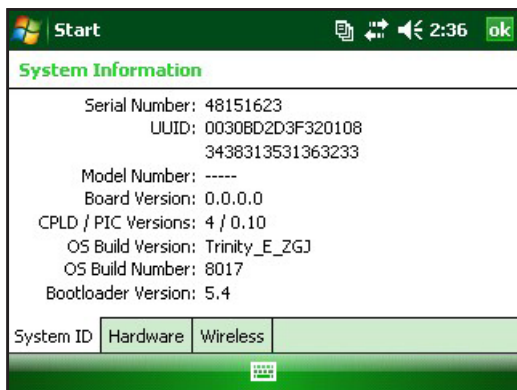 Start 2:36 ok
System Information
Serial Number: 48151623
UUID: 0030BD2D3F320108
3438313531363233
Model Number: -----
Board Version: 0.0.0.0
CPLD / PIC Versions: 4 / 0.10
OS Build Version: Trinity_E_ZGJ
OS Build Number: 8017
Bootloader Version: 5.4
System ID Hardware Wireless